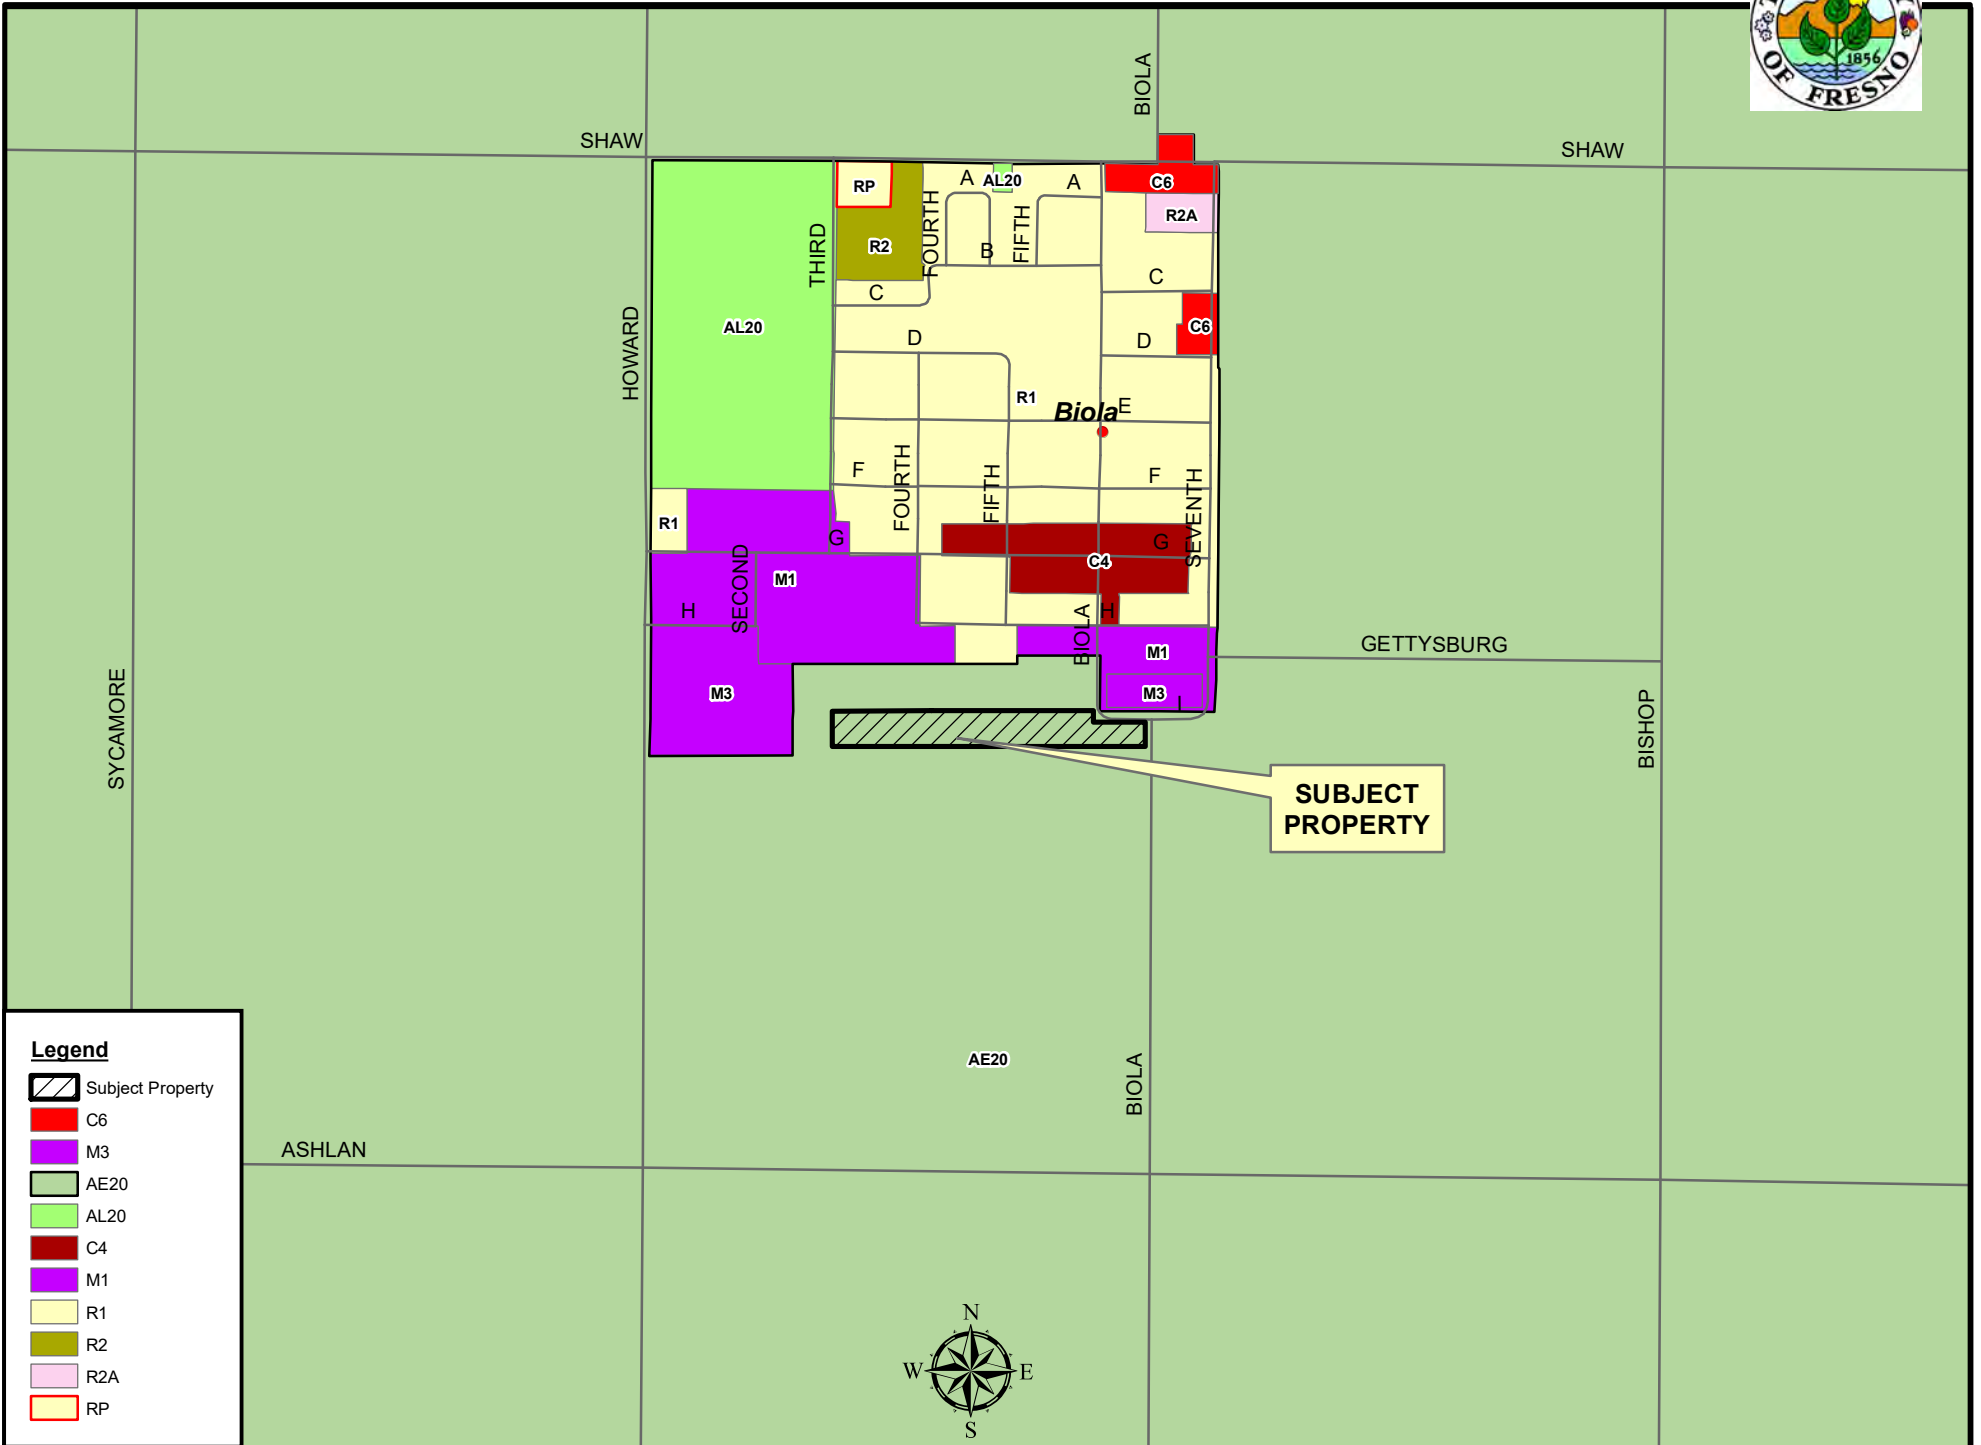 1856
OF FRESNO
BIOLA
SHAW
SHAW
RP
A
AL20
A
C6
R2A
THIRD
R2
FOURTH
B
FIFTH
C
C
HOWARD
AL20
D
D
C6
R1
Biola
E
F
FOURTH
FIFTH
F
SEVENTH
R1
G
G
SECOND
M1
C4
H
BIOLA
H
M1
GETTYSBURG
SYCAMORE
M3
M3
I
BISHOP
SUBJECT
PROPERTY
AE20
BIOLA
ASHLAN
Legend
Subject Property
C6
M3
AE20
AL20
C4
M1
R1
R2
R2A
RP
N
W
E
S